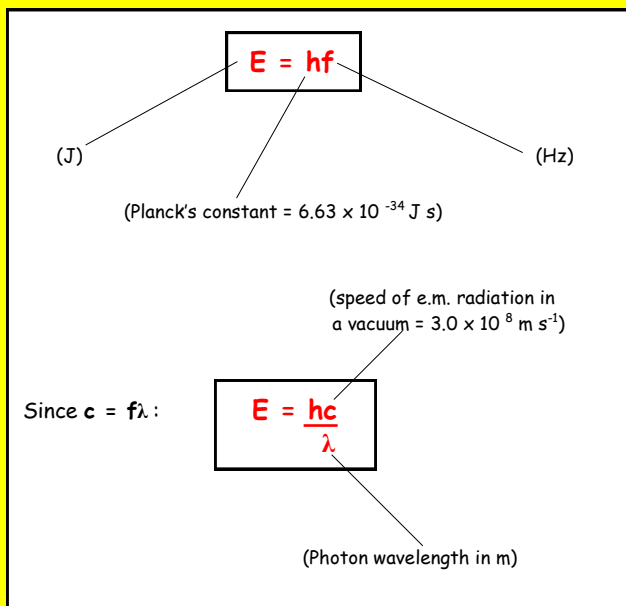 E = hf
(J)
(Hz)
(Planck's constant = 6.63 x 10 ⁻³⁴ J s)
(speed of e.m. radiation in
a vacuum = 3.0 x 10 ⁸ m s⁻¹)
Since c = fλ :
E = hc
λ
(Photon wavelength in m)